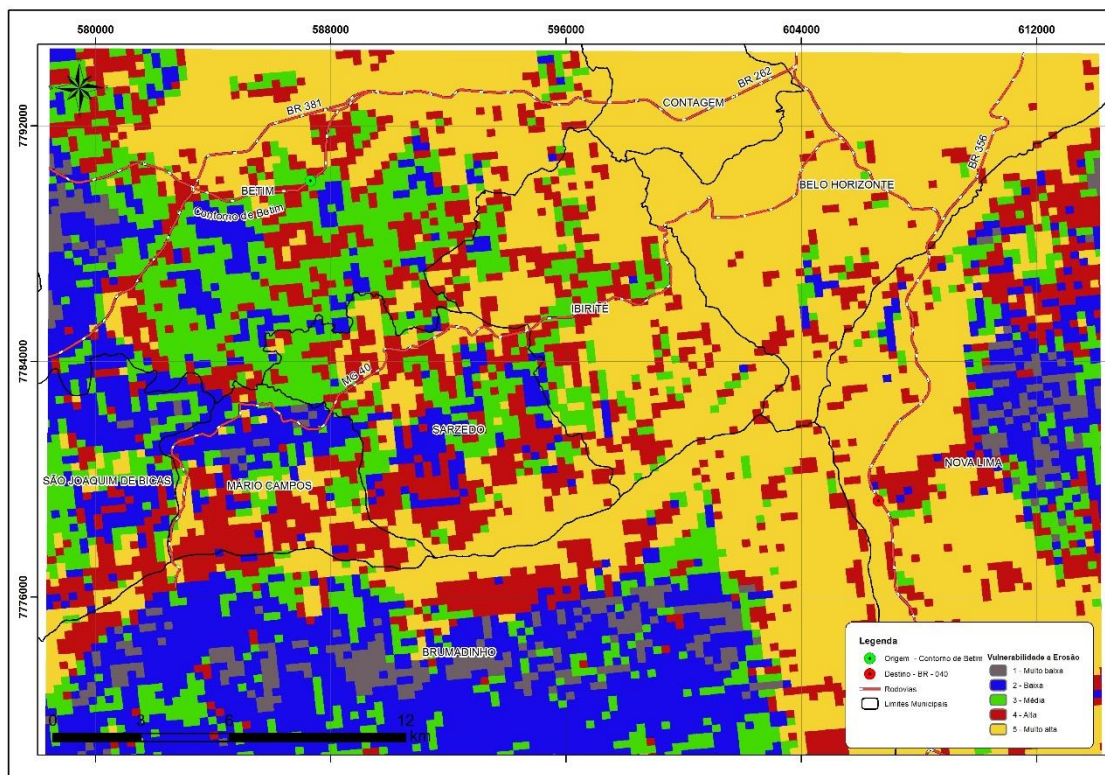 580000
588000
596000
604000
612000
BR 262
CONTAGEM
BR 381
7792000
BR 356
BETIM
BELO HORIZONTE
Contorno de Betim
IBIRITÉ
7784000
MG 40
SARZEDO
NOVA LIMA
SÃO JOAQUIM DE BICAS
MÁRIO CAMPOS
7776000
BRUMADINHO
Legenda
Origem - Contorno de Betim
Destino - BR - 040
Rodovias
Limites Municipais
Vulnerabilidade a Erosão
1 - Muito baixa
2 - Baixa
3 - Média
4 - Alta
5 - Muito alta
0 3 6 12
km